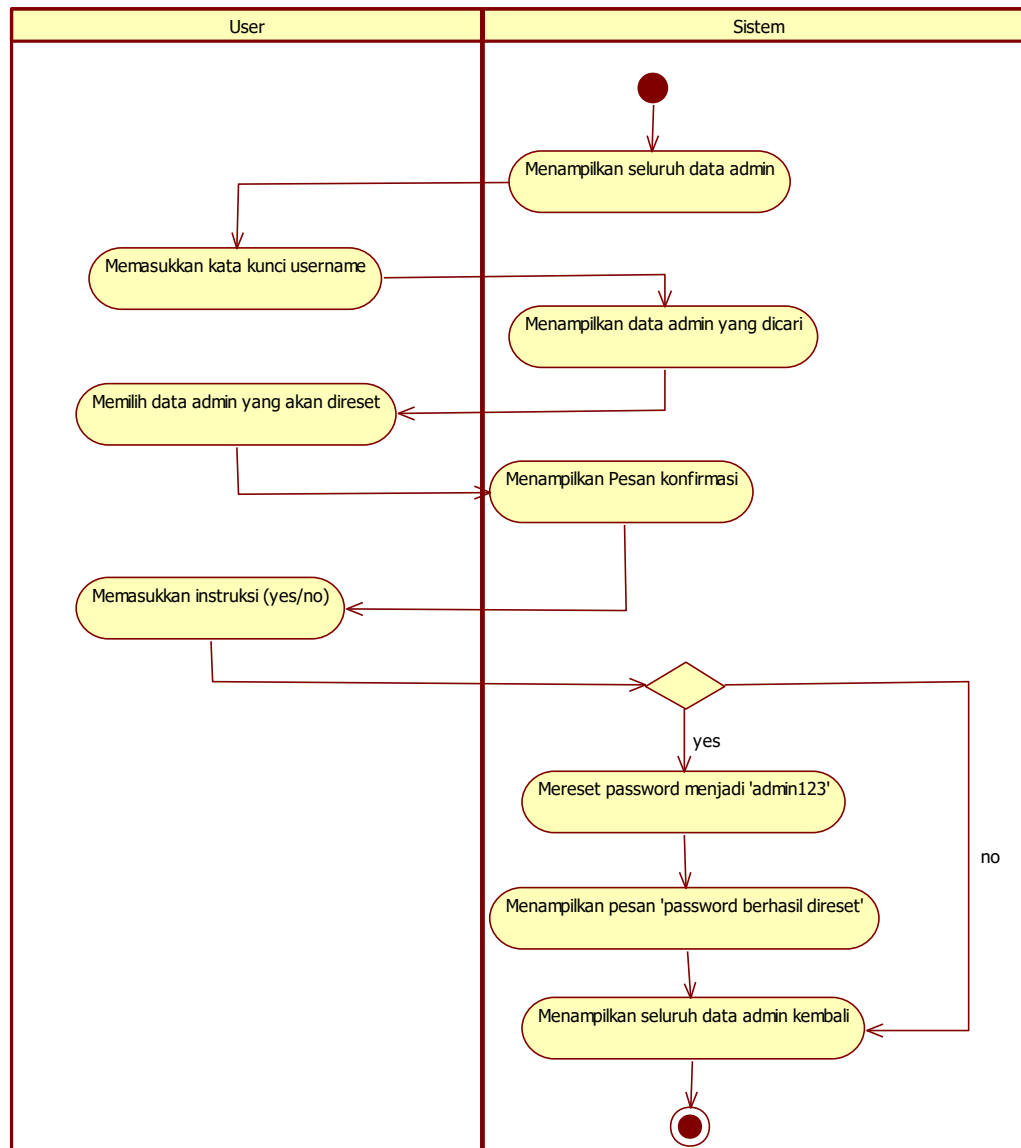 User
Sistem
Menampilkan seluruh data admin
Memasukkan kata kunci username
Menampilkan data admin yang dicari
Memilih data admin yang akan direset
Menampilkan Pesan konfirmasi
Memasukkan instruksi (yes/no)
yes
Mereset password menjadi 'admin123'
no
Menampilkan pesan 'password berhasil direset'
Menampilkan seluruh data admin kembali